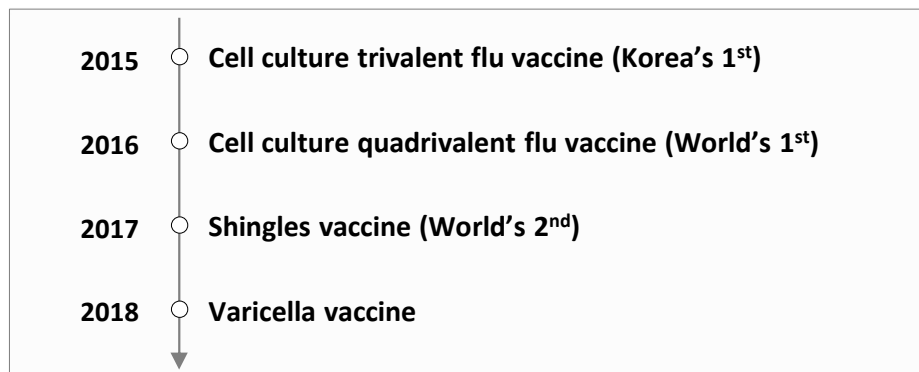 2015 Cell culture trivalent flu vaccine (Korea's 1st)
2016 Cell culture quadrivalent flu vaccine (World's 1st)
2017 Shingles vaccine (World's 2nd)
2018 Varicella vaccine